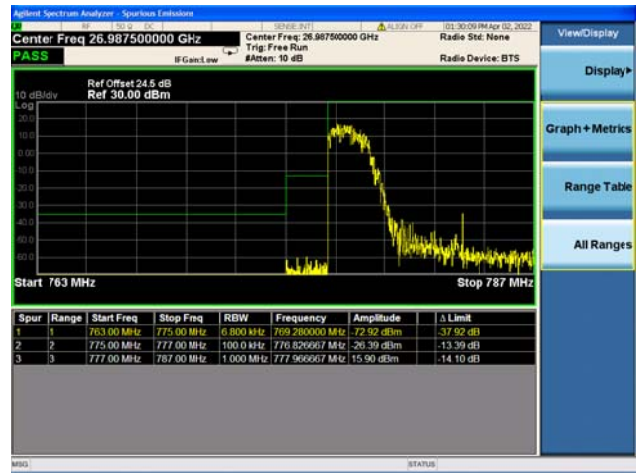 Agilent Spectrum Analyzer - Spurious Emissions
RF 50 Ω DC SENSE:INT ALIGN OFF 01:30:09 PM Apr 02, 2022
Center Freq 26.987500000 GHz
Center Freq: 26.987500000 GHz
Radio Std: None
Trig: Free Run
PASS
IFGain:Low
#Atten: 10 dB
Radio Device: BTS
Ref Offset 24.5 dB
10 dB/div Ref 30.00 dBm
Log
20.0
10.0
0.00
10.0
20.0
30.0
40.0
50.0
60.0
Start 763 MHz
Stop 787 MHz
Spur Range Start Freq Stop Freq RBW Frequency Amplitude Δ Limit
1 1 763.00 MHz 775.00 MHz 6.800 kHz 769.280000 MHz -72.92 dBm -37.92 dB
2 2 775.00 MHz 777.00 MHz 100.0 kHz 776.826667 MHz -26.39 dBm -13.39 dB
3 3 777.00 MHz 787.00 MHz 1.000 MHz 777.966667 MHz 15.90 dBm -14.10 dB
MSG
STATUS
View/Display
Display
Graph + Metrics
Range Table
All Ranges